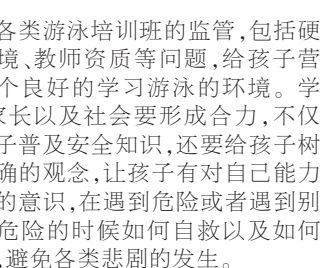 各类游泳培训班的监管,包括硬
境、教师资质等问题,给孩子营
个良好的学习游泳的环境。学
家长以及社会要形成合力,不仅
子普及安全知识,还要给孩子树
确的观念,让孩子有对自己能力
的意识,在遇到危险或者遇到别
危险的时候如何自救以及如何
,避免各类悲剧的发生。